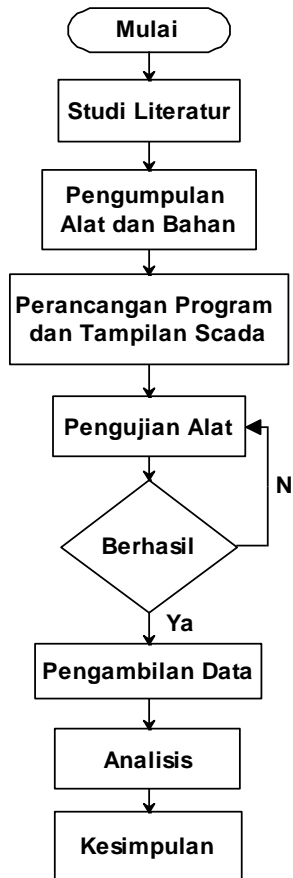 Mulai
Studi Literatur
Pengumpulan
Alat dan Bahan
Perancangan Program
dan Tampilan Scada
Pengujian Alat
N
Berhasil
Ya
Pengambilan Data
Analisis
Kesimpulan